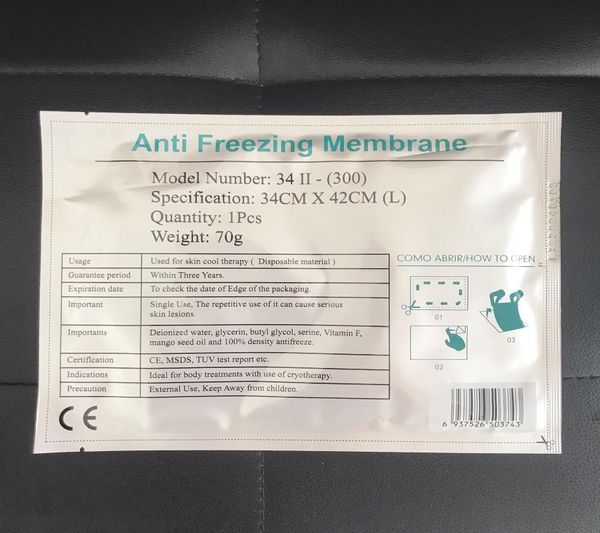 Anti Freezing Membrane
Model Number: 34 II - (300)
Specification: 34CM X 42CM (L)
Quantity: 1Pcs
Weight: 70g
Usage Used for skin cool therapy ( Disposable material )
Guarantee period Within Three Years.
Expiration date To check the date of Edge of the packaging.
Important Single Use, The repetitive use of it can cause serious
skin lesions.
Importants Deionized water, glycerin, butyl glycol, serine, Vitamin F,
mango seed oil and 100% density antifreeze.
Certification CE, MSDS, TUV test report etc.
Indications Ideal for body treatments with use of cryotherapy.
Precaution External Use, Keep Away from children.
CE
COMO ABRIR/HOW TO OPEN
01
02
03
6 937526 503743